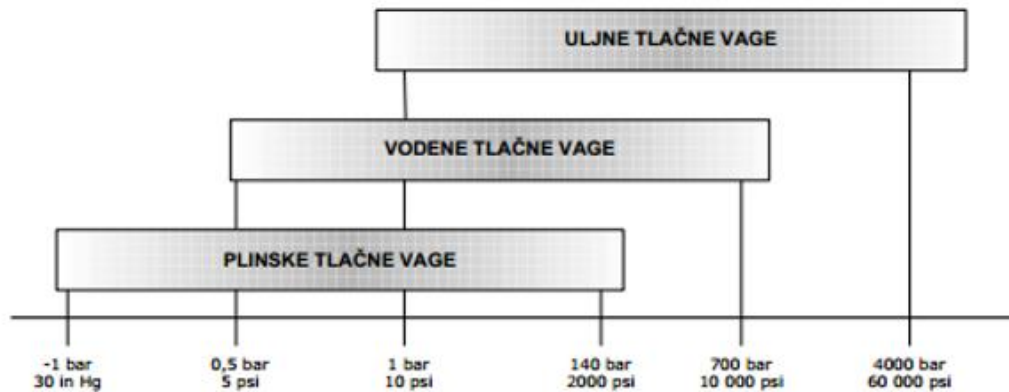 ULJNE TLAČNE VAGE
VODENE TLAČNE VAGE
PLINSKE TLAČNE VAGE
-1 bar
30 in Hg
0,5 bar
5 psi
1 bar
10 psi
140 bar
2000 psi
700 bar
10 000 psi
4000 bar
60 000 psi